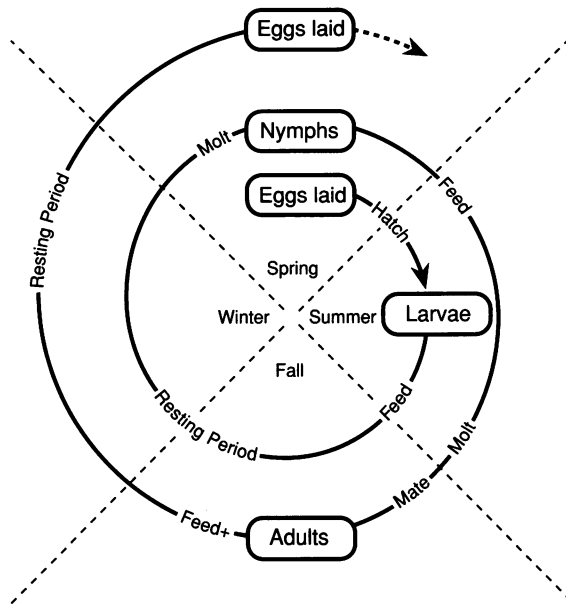 Eggs laid
Molt
Nymphs
Feed
Eggs laid
Hatch
Resting Period
Spring
Winter
Summer
Larvae
Fall
Feed
Resting Period
Molt
Mate
Feed+
Adults